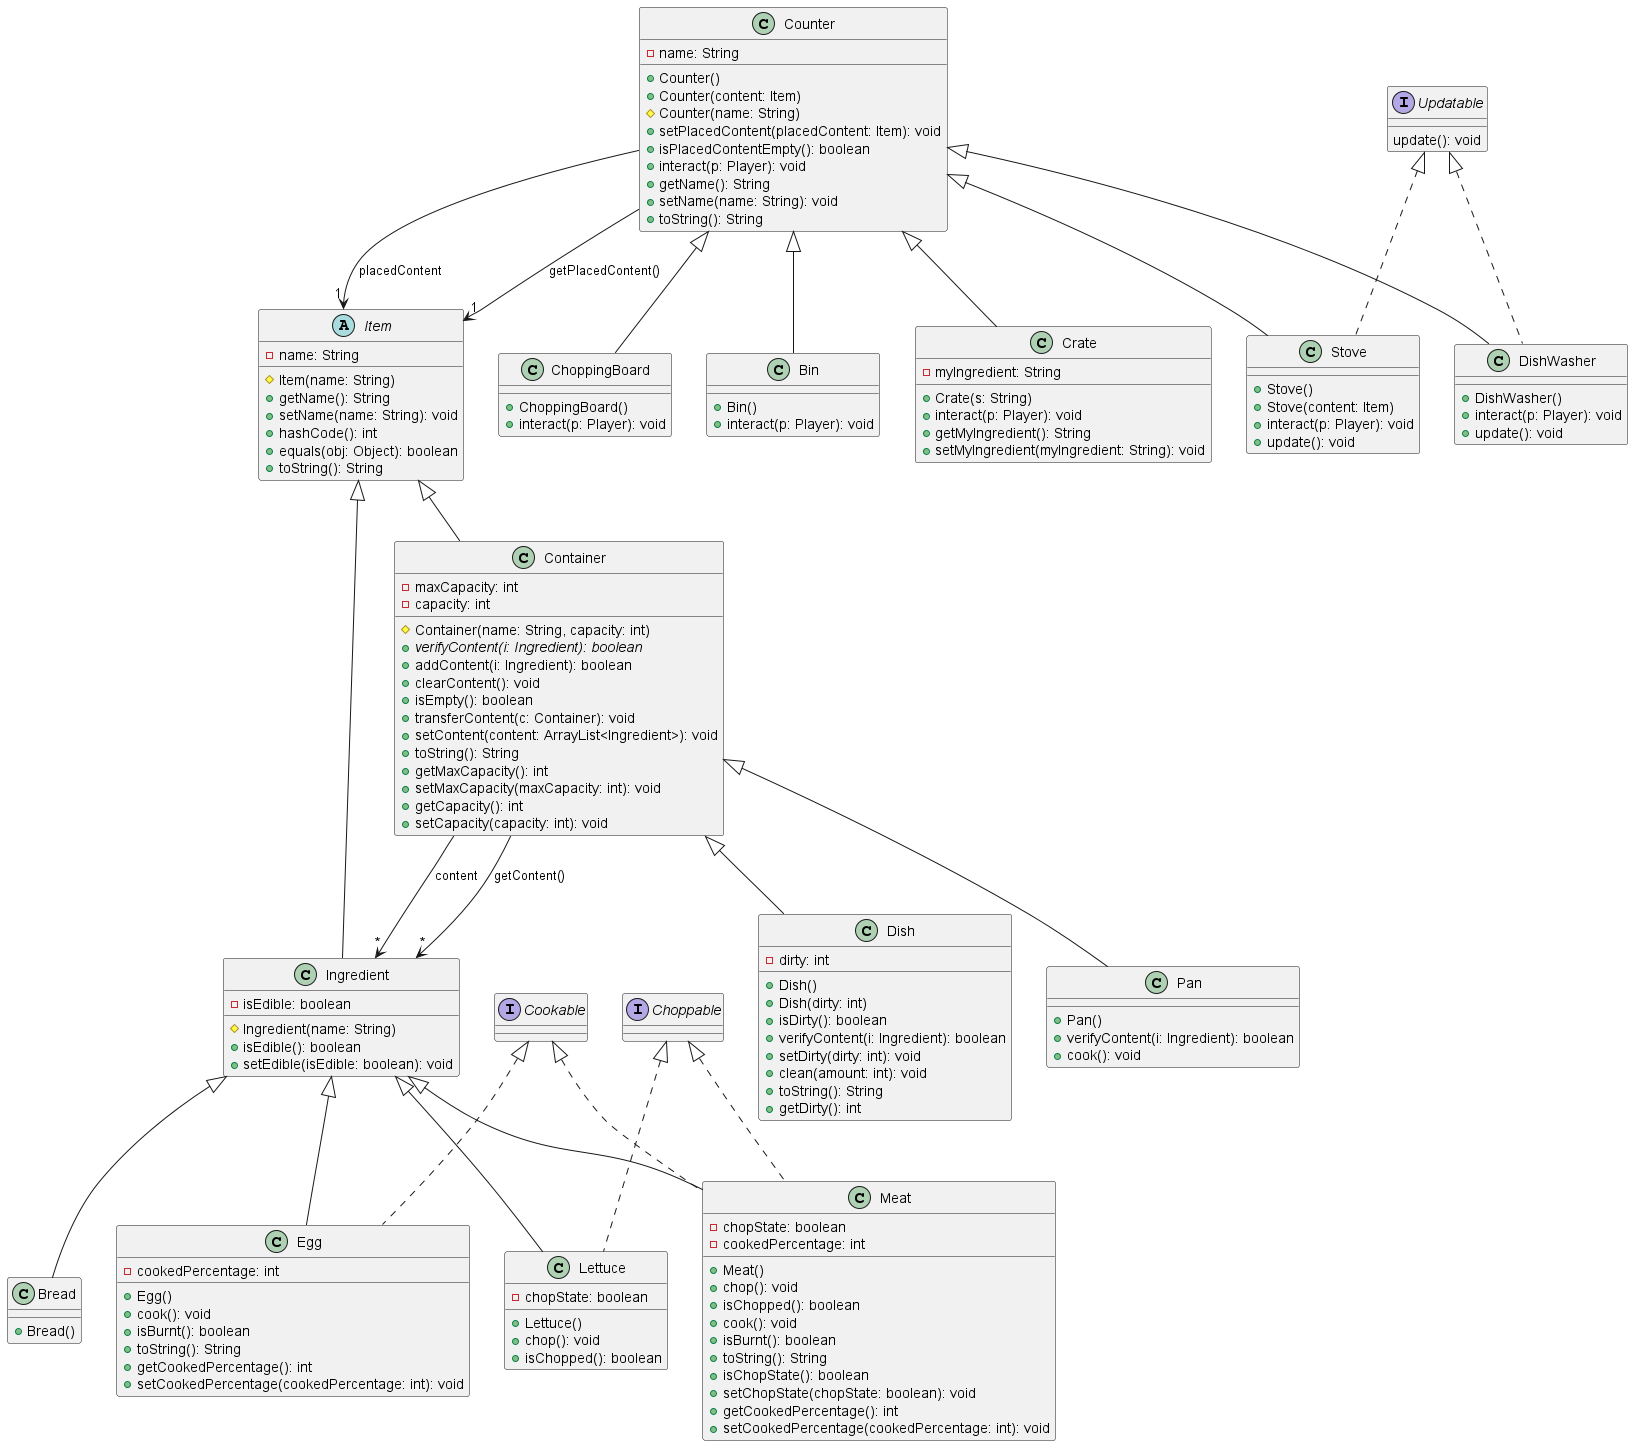 C Counter
name: String
Counter()
Counter(content: Item)
Counter(name: String)
setPlacedContent(placedContent: Item): void
isPlacedContentEmpty(): boolean
interact(p: Player): void
getName(): String
setName(name: String): void
toString(): String
I Updatable
update(): void
placedContent
1
getPlacedContent()
1
A Item
name: String
Item(name: String)
getName(): String
setName(name: String): void
hashCode(): int
equals(obj: Object): boolean
toString(): String
C ChoppingBoard
ChoppingBoard()
interact(p: Player): void
C Bin
Bin()
interact(p: Player): void
C Crate
myIngredient: String
Crate(s: String)
interact(p: Player): void
getMyIngredient(): String
setMyIngredient(myIngredient: String): void
C Stove
Stove()
Stove(content: Item)
interact(p: Player): void
update(): void
C DishWasher
DishWasher()
interact(p: Player): void
update(): void
C Container
maxCapacity: int
capacity: int
Container(name: String, capacity: int)
verifyContent(i: Ingredient): boolean
addContent(i: Ingredient): boolean
clearContent(): void
isEmpty(): boolean
transferContent(c: Container): void
setContent(content: ArrayList<Ingredient>): void
toString(): String
getMaxCapacity(): int
setMaxCapacity(maxCapacity: int): void
getCapacity(): int
setCapacity(capacity: int): void
content
*
getContent()
*
C Ingredient
isEdible: boolean
Ingredient(name: String)
isEdible(): boolean
setEdible(isEdible: boolean): void
I Cookable
I Choppable
C Dish
dirty: int
Dish()
Dish(dirty: int)
isDirty(): boolean
verifyContent(i: Ingredient): boolean
setDirty(dirty: int): void
clean(amount: int): void
toString(): String
getDirty(): int
C Pan
Pan()
verifyContent(i: Ingredient): boolean
cook(): void
C Bread
Bread()
C Egg
cookedPercentage: int
Egg()
cook(): void
isBurnt(): boolean
toString(): String
getCookedPercentage(): int
setCookedPercentage(cookedPercentage: int): void
C Lettuce
chopState: boolean
Lettuce()
chop(): void
isChopped(): boolean
C Meat
chopState: boolean
cookedPercentage: int
Meat()
chop(): void
isChopped(): boolean
cook(): void
isBurnt(): boolean
toString(): String
isChopState(): boolean
setChopState(chopState: boolean): void
getCookedPercentage(): int
setCookedPercentage(cookedPercentage: int): void